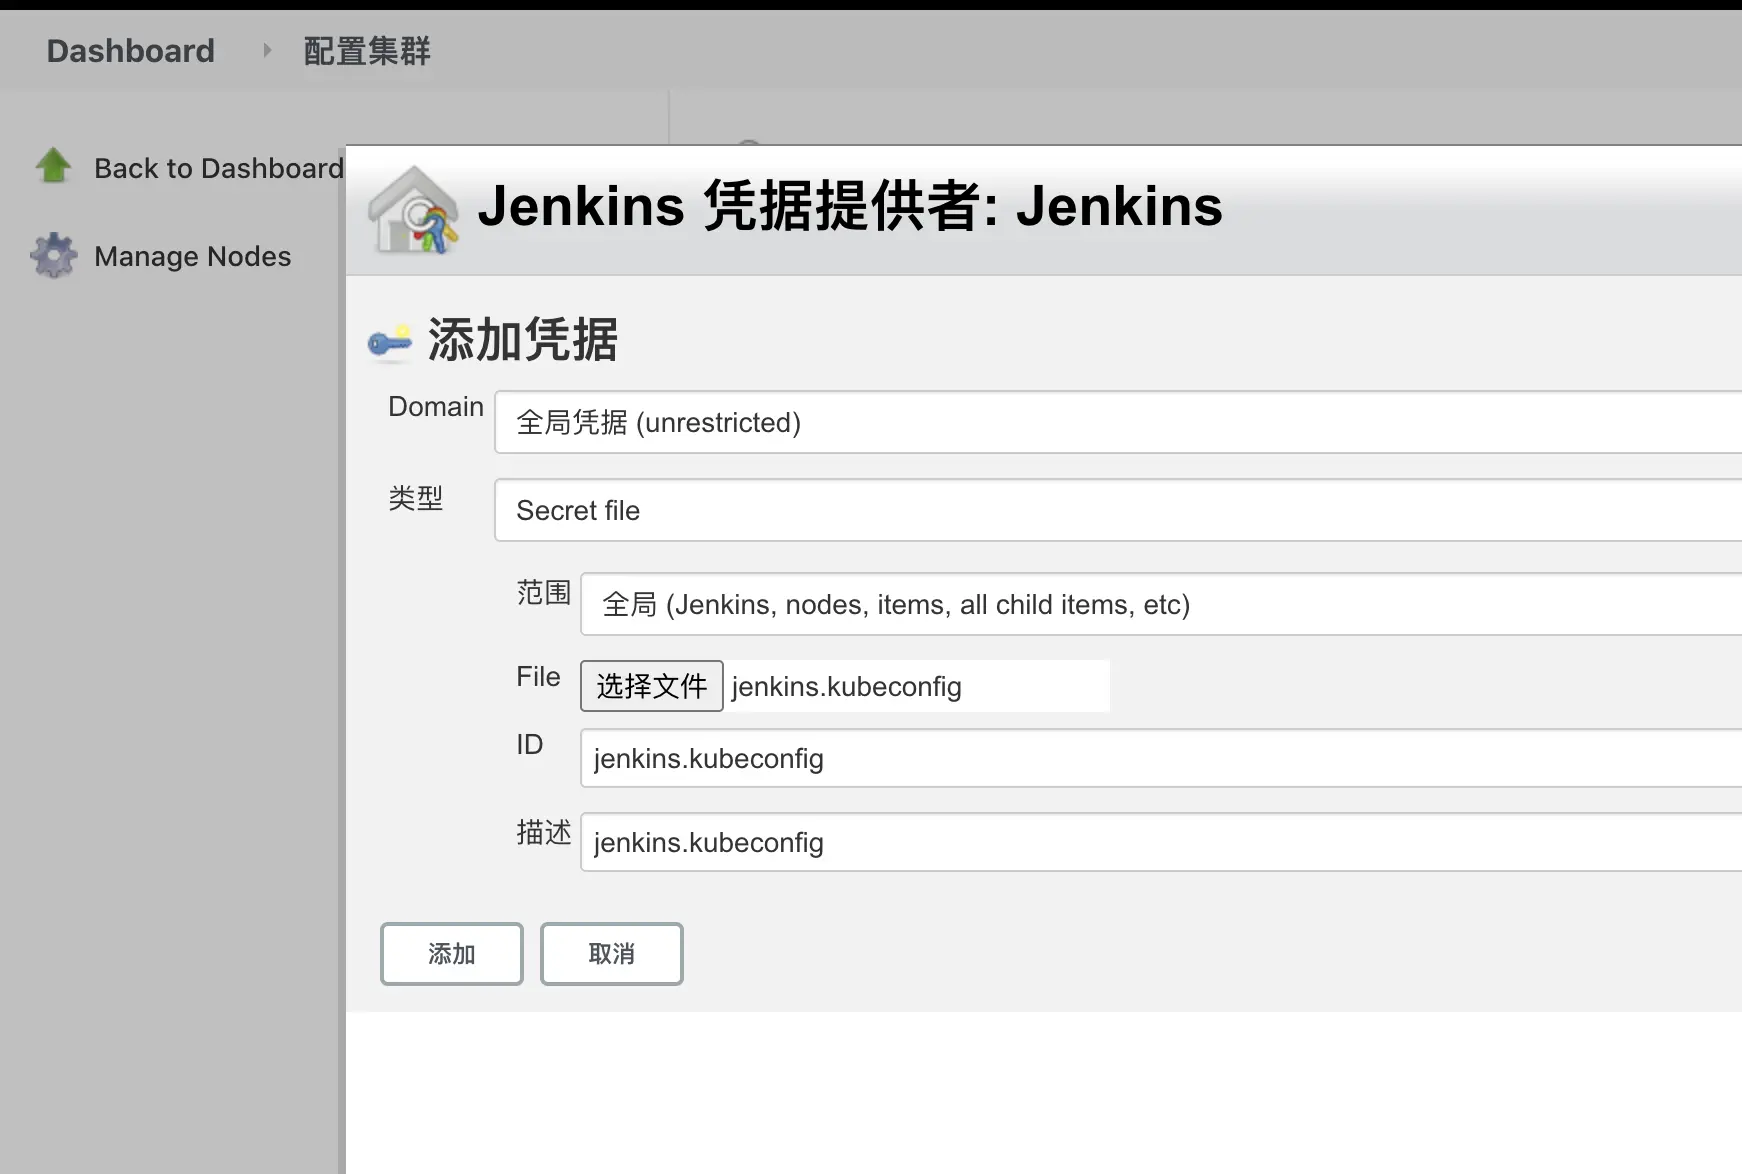 Dashboard 配置集群
Back to Dashboard
Manage Nodes
Jenkins 凭据提供者: Jenkins
添加凭据
Domain 全局凭据 (unrestricted)
类型 Secret file
范围 全局 (Jenkins, nodes, items, all child items, etc)
File 选择文件 jenkins.kubeconfig
ID jenkins.kubeconfig
描述 jenkins.kubeconfig
添加 取消